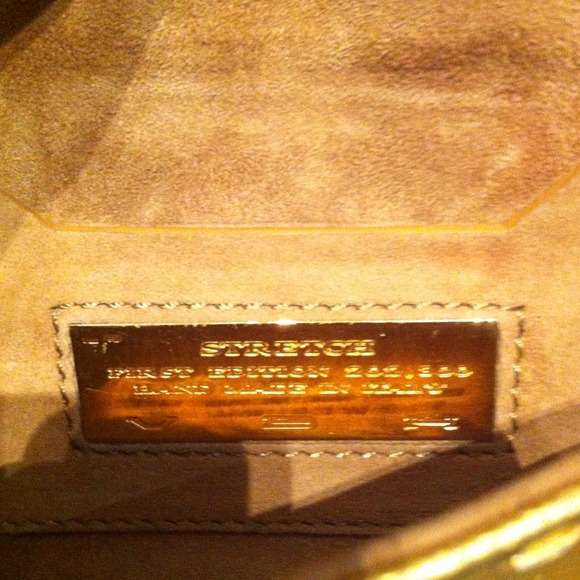 STRETCH
FIRST EDITION
HAND MADE IN ITALY